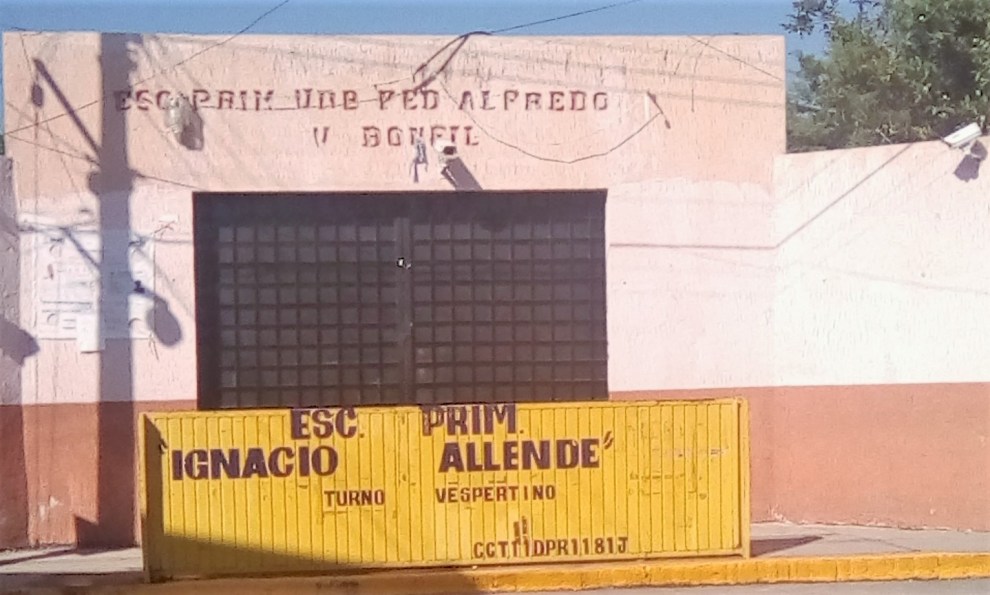 ESC PRIM URB FED ALFREDO
V BONFIL
ESC. PRIM.
"IGNACIO ALLENDE"
TURNO VESPERTINO
CCT11DPR1181J